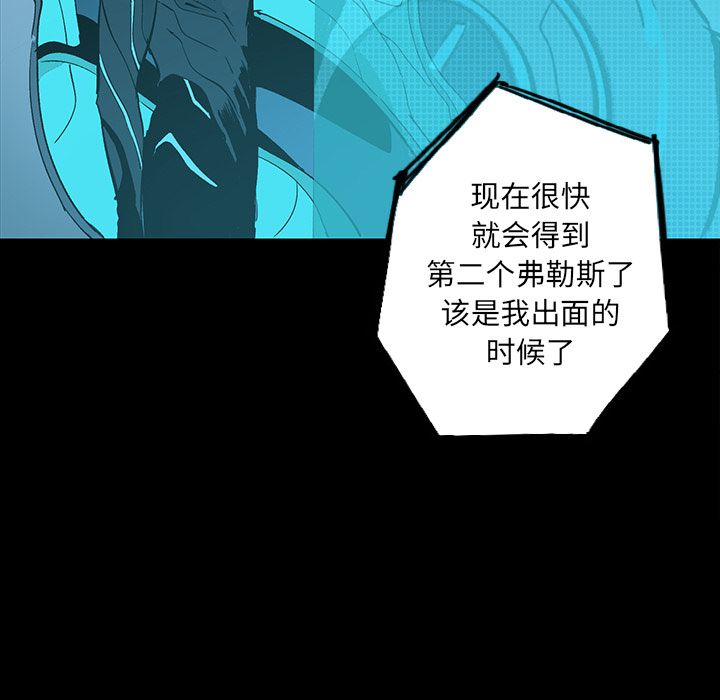 现在很快
就会得到
第二个弗勒斯了
该是我出面的
时候了